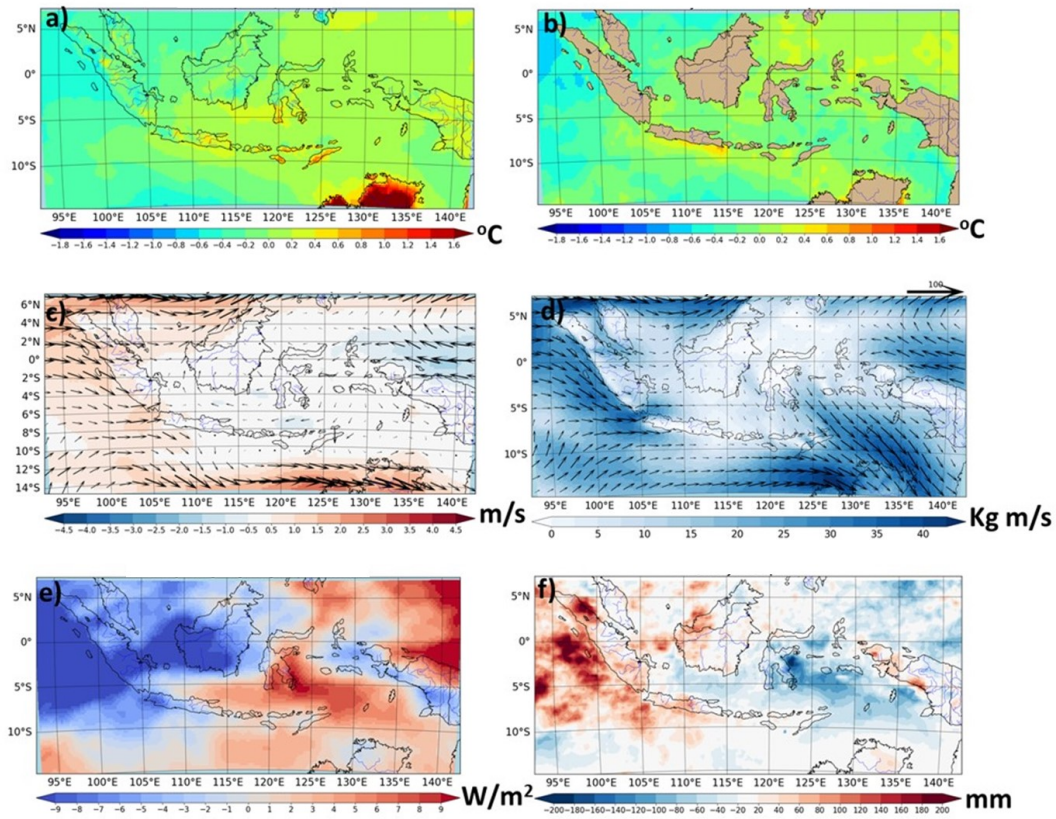 a)
5°N
0°
5°S
10°S
95°E 100°E 105°E 110°E 115°E 120°E 125°E 130°E 135°E 140°E
−1.8 −1.6 −1.4 −1.2 −1.0 −0.8 −0.6 −0.4 −0.2 0.0 0.2 0.4 0.6 0.8 1.0 1.2 1.4 1.6
°C
b)
5°N
0°
5°S
10°S
95°E 100°E 105°E 110°E 115°E 120°E 125°E 130°E 135°E 140°E
−1.8 −1.6 −1.4 −1.2 −1.0 −0.8 −0.6 −0.4 −0.2 0.0 0.2 0.4 0.6 0.8 1.0 1.2 1.4 1.6
°C
c)
6°N
4°N
2°N
0°
2°S
4°S
6°S
8°S
10°S
12°S
14°S
95°E 100°E 105°E 110°E 115°E 120°E 125°E 130°E 135°E 140°E
−4.5 −4.0 −3.5 −3.0 −2.5 −2.0 −1.5 −1.0 −0.5 0.5 1.0 1.5 2.0 2.5 3.0 3.5 4.0 4.5
m/s
100
d)
5°N
0°
5°S
10°S
95°E 100°E 105°E 110°E 115°E 120°E 125°E 130°E 135°E 140°E
0 5 10 15 20 25 30 35 40
Kg m/s
e)
5°N
0°
5°S
10°S
95°E 100°E 105°E 110°E 115°E 120°E 125°E 130°E 135°E 140°E
−9 −8 −7 −6 −5 −4 −3 −2 −1 0 1 2 3 4 5 6 7 8 9
W/m²
f)
5°N
0°
5°S
10°S
95°E 100°E 105°E 110°E 115°E 120°E 125°E 130°E 135°E 140°E
−200 −180 −160 −140 −120 −100 −80 −60 −40 −20 20 40 60 80 100 120 140 160 180 200
mm